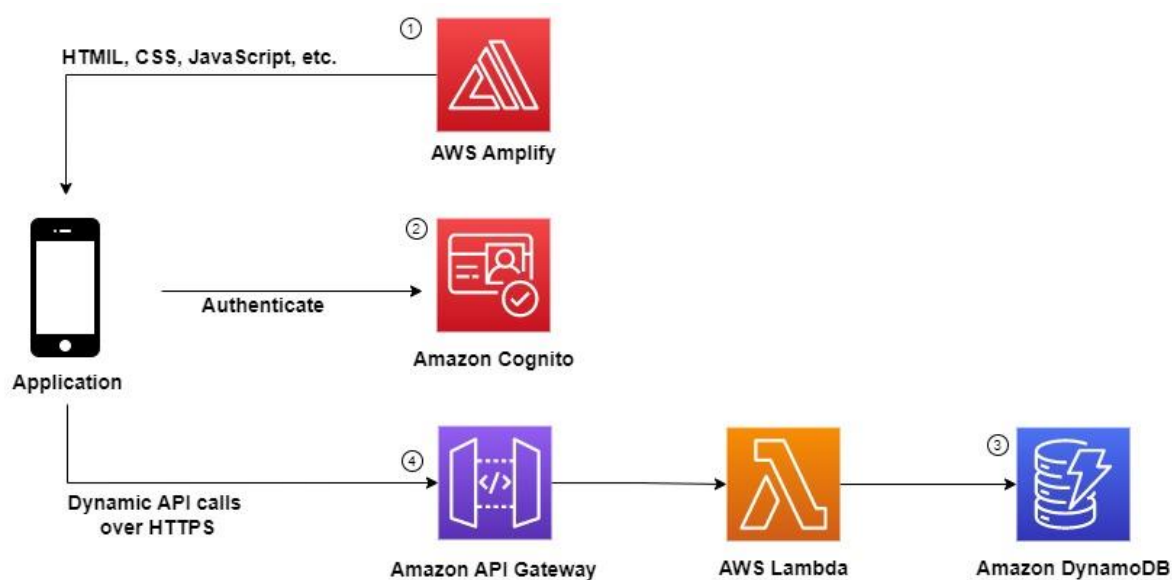 ①
HTMIL, CSS, JavaScript, etc.
AWS Amplify
②
Authenticate
Amazon Cognito
Application
④
③
Dynamic API calls
over HTTPS
Amazon API Gateway
</>
AWS Lambda
Amazon DynamoDB